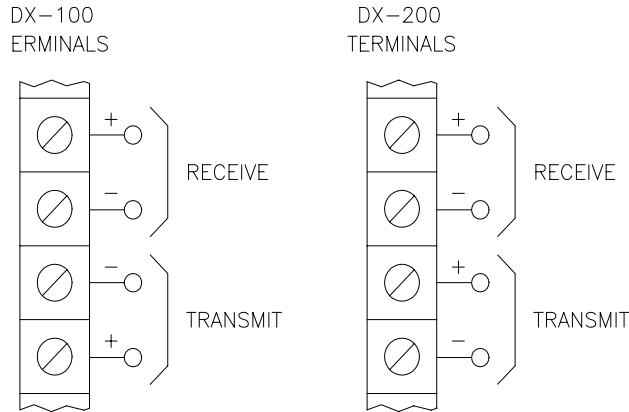 DX-100
ERMINALS
+
-
RECEIVE
-
+
TRANSMIT
DX-200
TERMINALS
+
-
RECEIVE
+
-
TRANSMIT